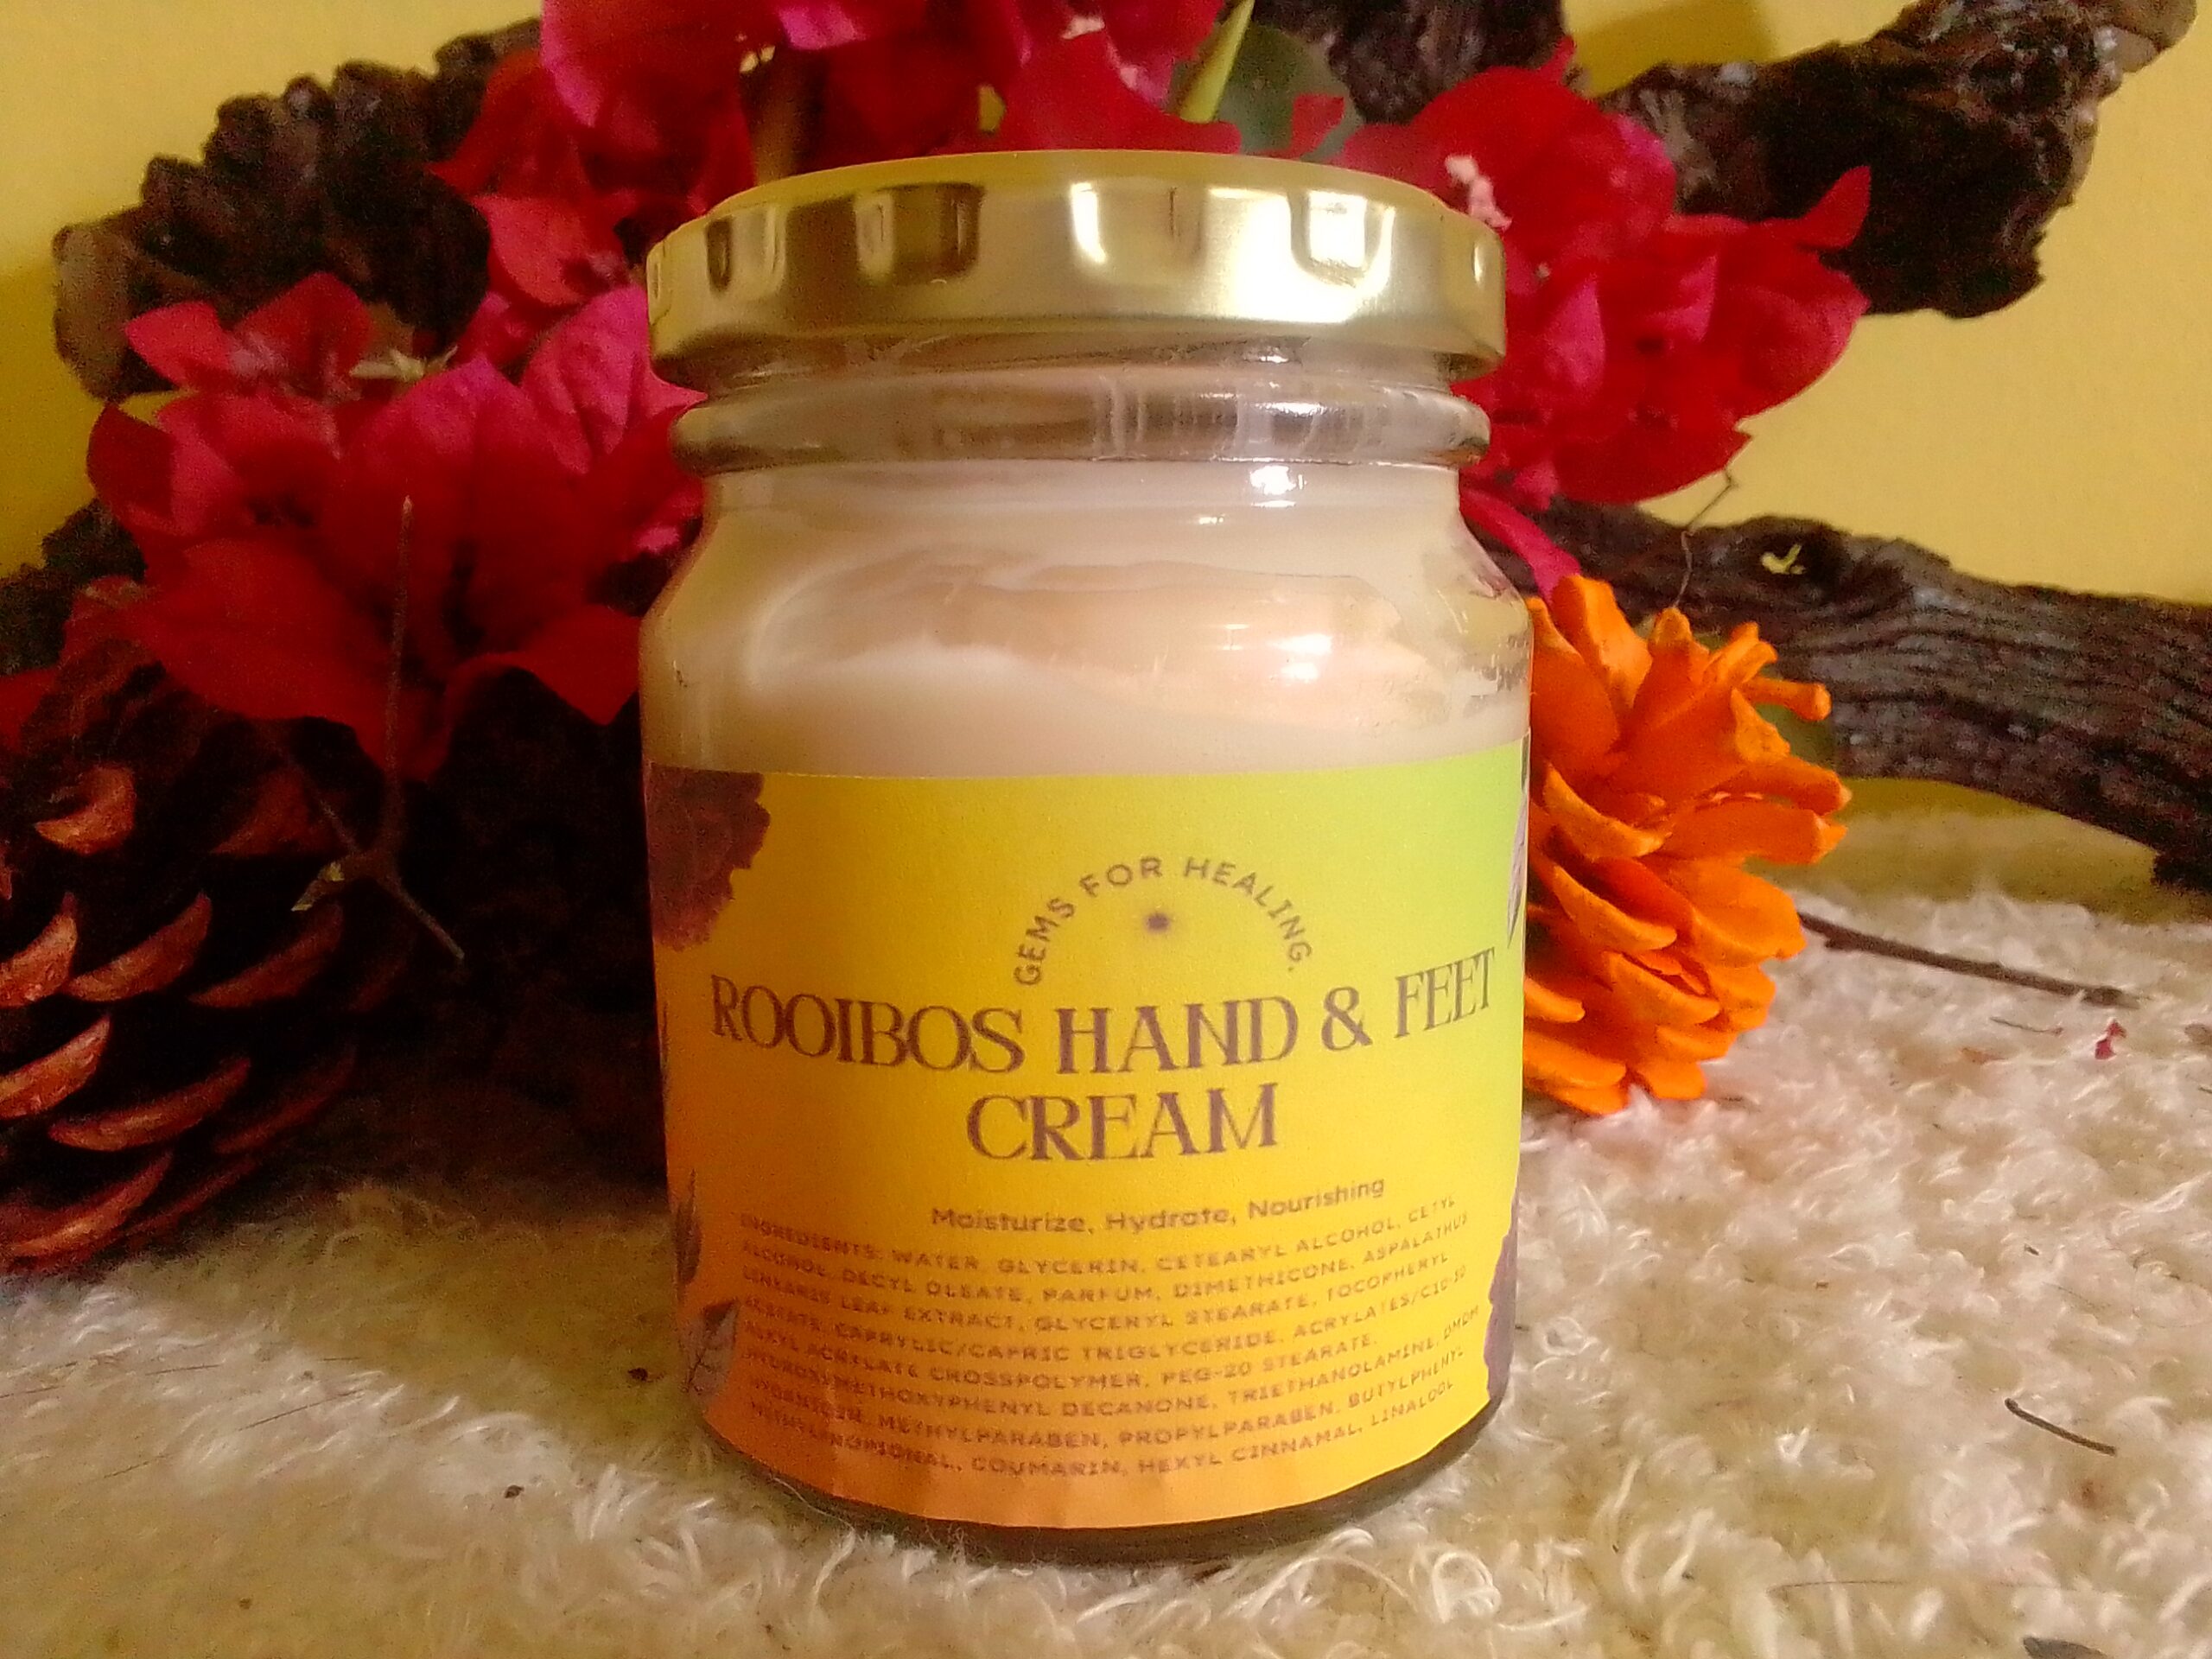 GEMS FOR HEALING.
ROOIBOS HAND & FEET
CREAM
Moisturize, Hydrate, Nourishing
INGREDIENTS: WATER, GLYCERIN, CETEARYL ALCOHOL, CETYL
ALCOHOL, DECYL OLEATE, PARFUM, DIMETHICONE, ASPALATHUS
LINEARIS LEAF EXTRACT, GLYCERYL STEARATE, TOCOPHERYL
ACETATE, CAPRYLIC/CAPRIC TRIGLYCERIDE, ACRYLATES/C10-30
ALKYL ACRYLATE CROSSPOLYMER, PEG-20 STEARATE,
HYDROXYMETHOXYPHENYL DECANONE, TRIETHANOLAMINE, DMDM
HYDANTOIN, METHYLPARABEN, PROPYLPARABEN, BUTYLPHENYL
METHYLPROPIONAL, COUMARIN, HEXYL CINNAMAL, LINALOOL